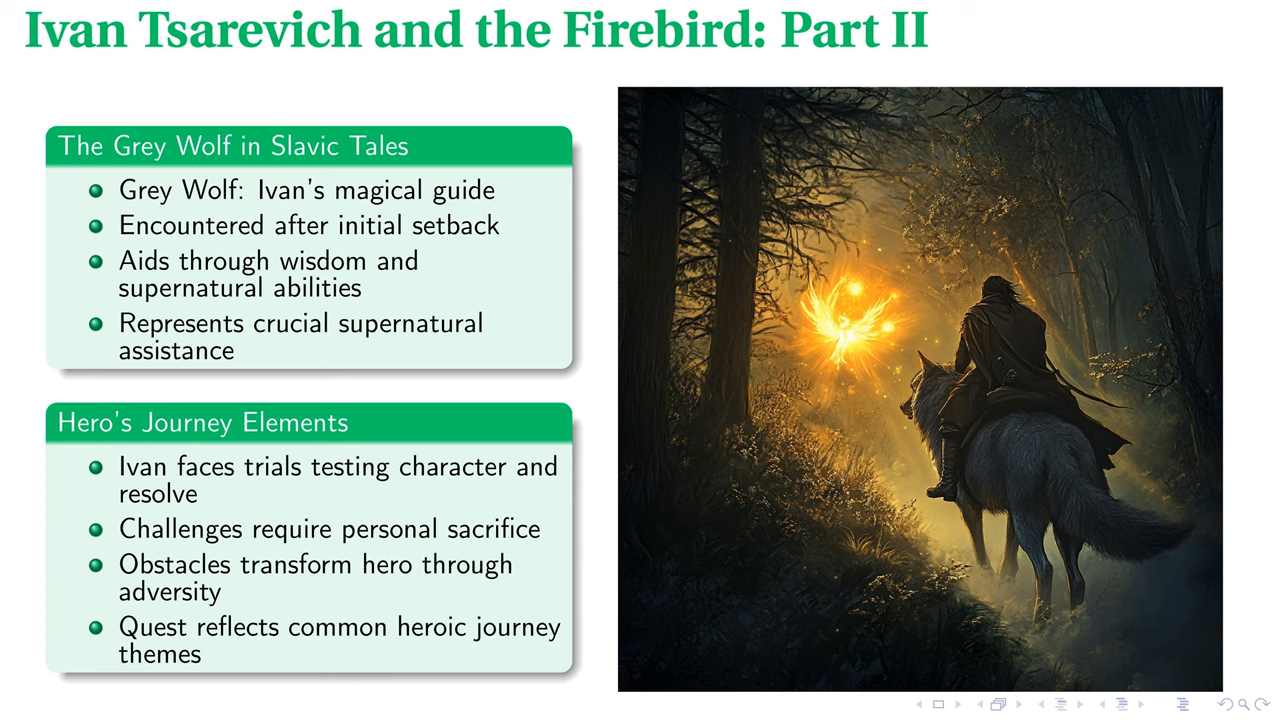 Ivan Tsarevich and the Firebird: Part II
The Grey Wolf in Slavic Tales
Grey Wolf: Ivan's magical guide
Encountered after initial setback
Aids through wisdom and
supernatural abilities
Represents crucial supernatural
assistance
Hero's Journey Elements
Ivan faces trials testing character and
resolve
Challenges require personal sacrifice
Obstacles transform hero through
adversity
Quest reflects common heroic journey
themes